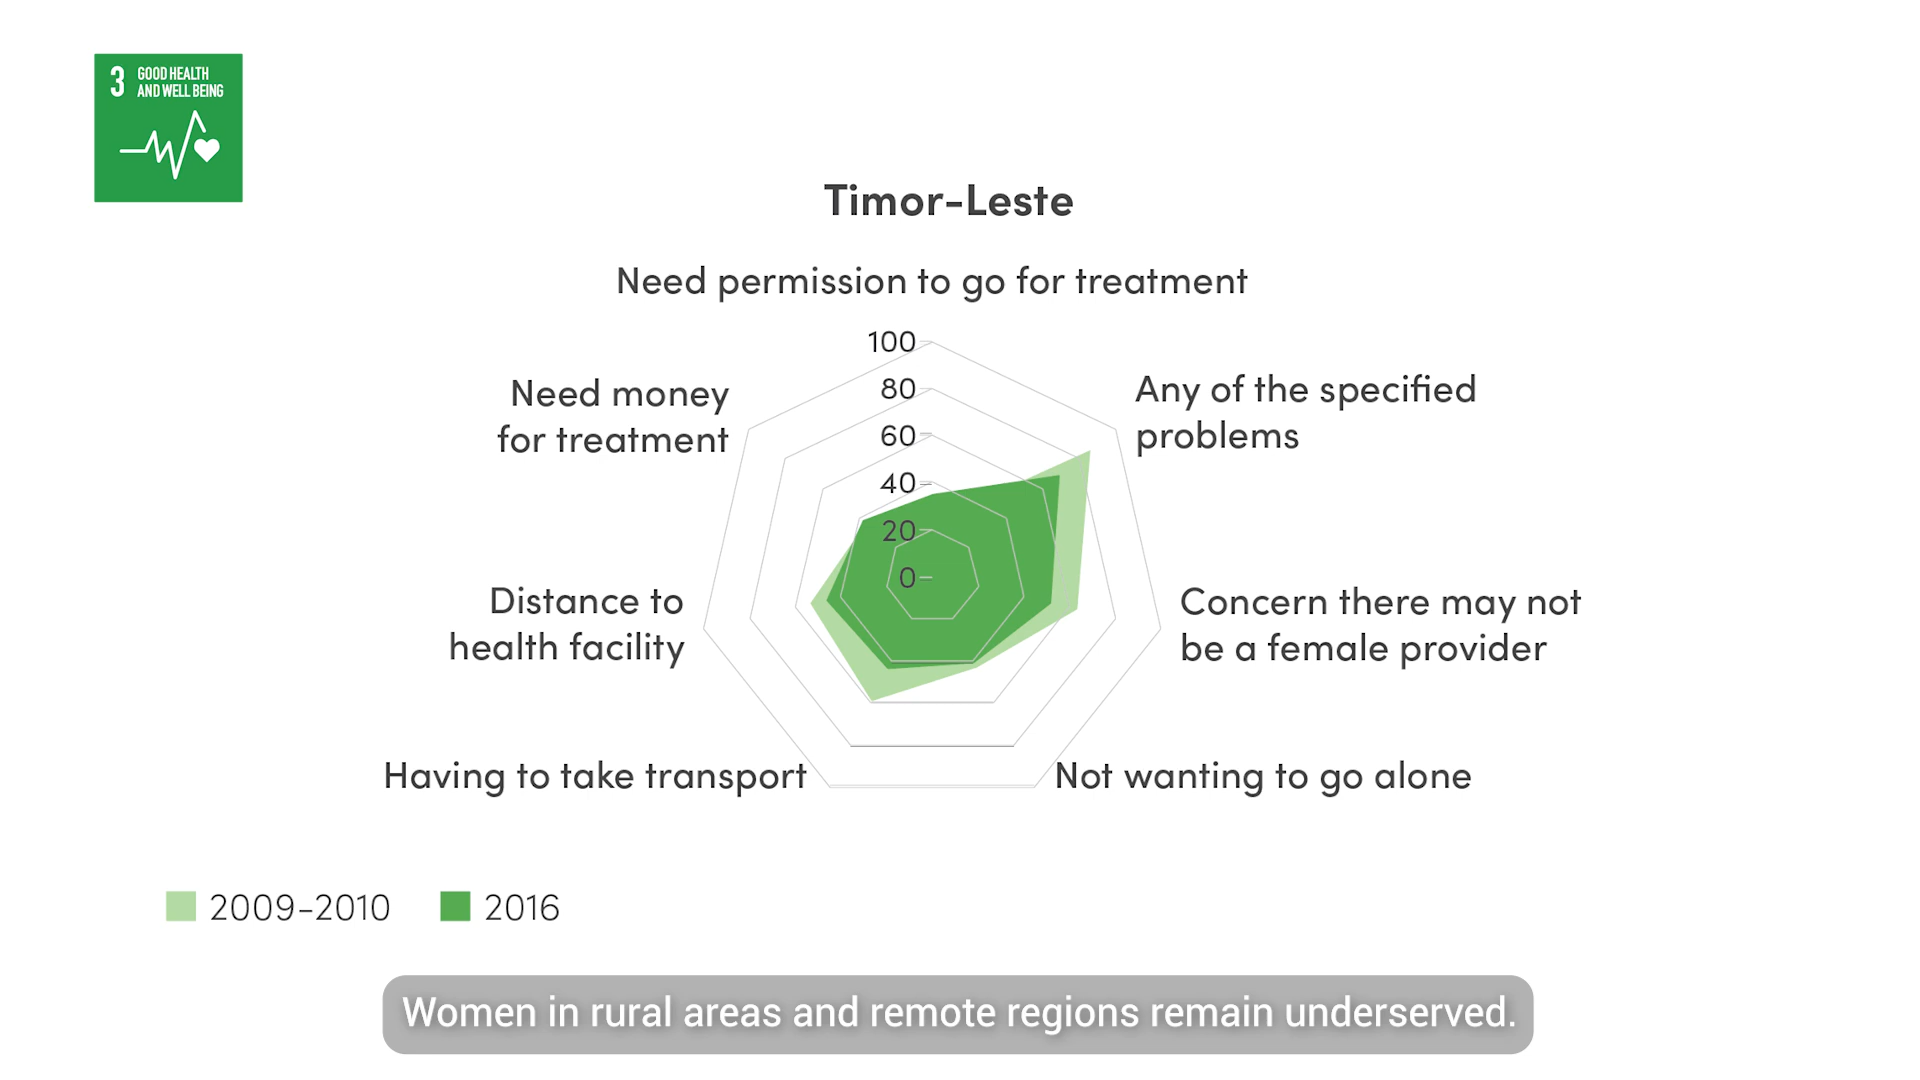 3 GOOD HEALTH
AND WELL BEING
Timor-Leste
Need permission to go for treatment
100
80
60
40
20
0
Any of the specified
problems
Concern there may not
be a female provider
Not wanting to go alone
Having to take transport
Distance to
health facility
Need money
for treatment
2009-2010
2016
Women in rural areas and remote regions remain underserved.